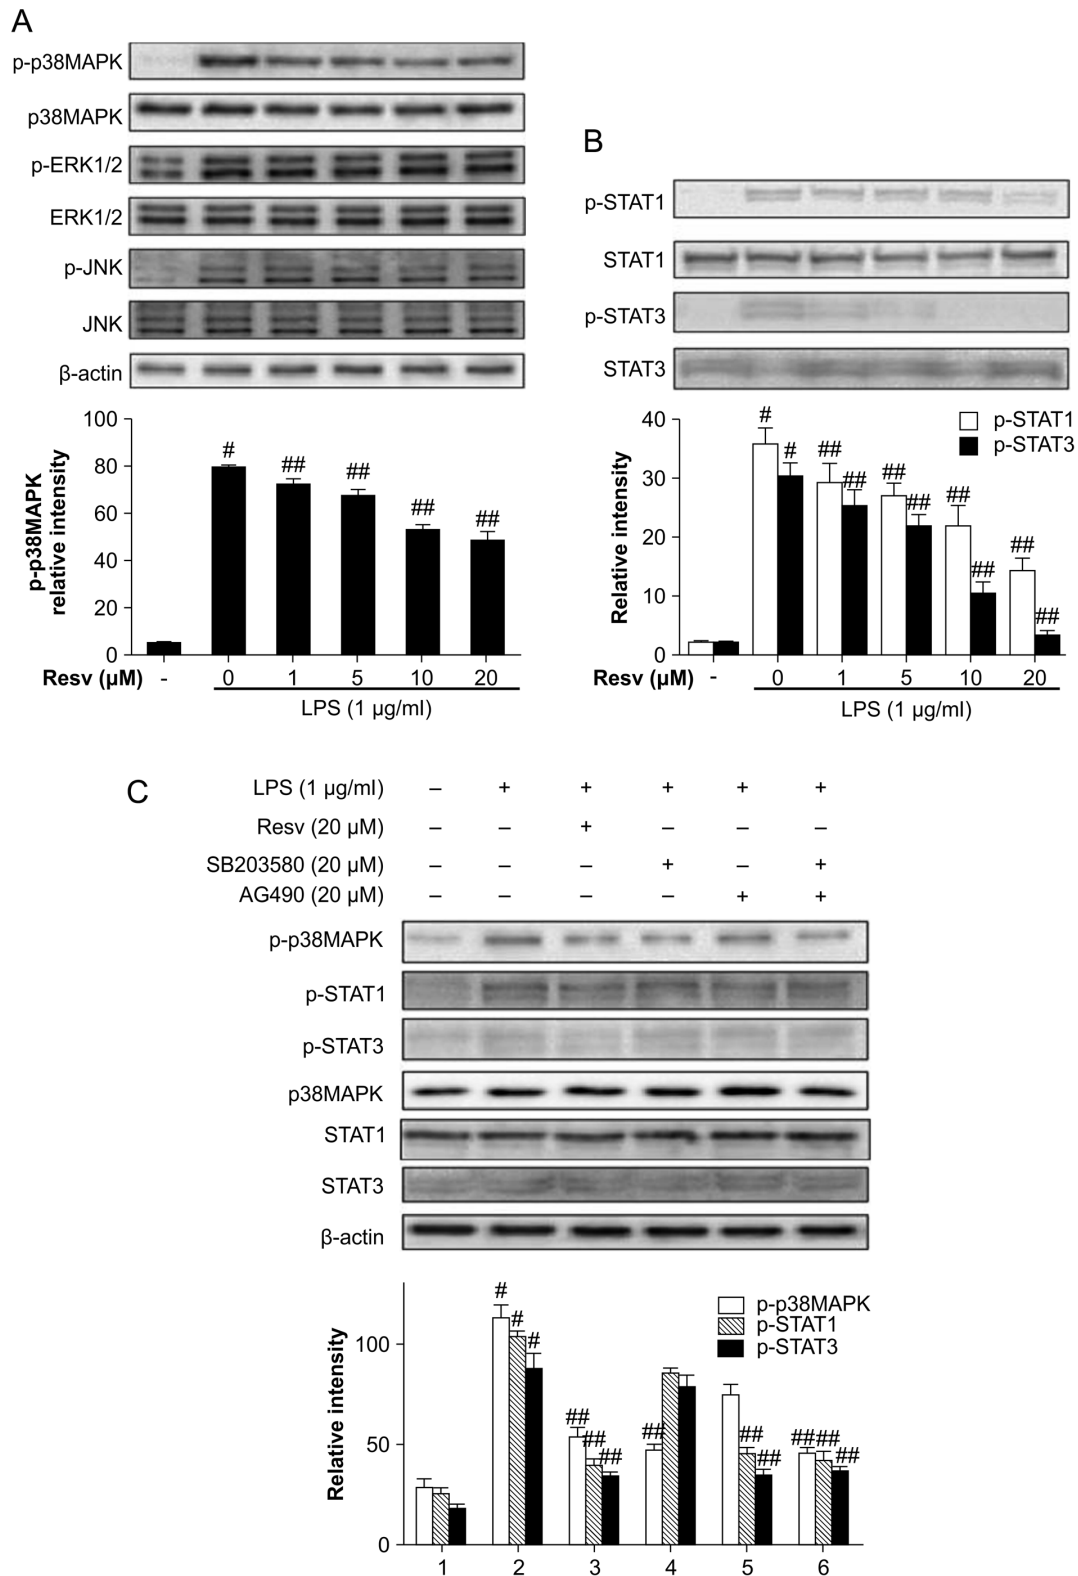 A
p-p38MAPK
p38MAPK
p-ERK1/2
ERK1/2
p-JNK
JNK
β-actin
100
80
60
40
20
0
p-p38MAPK
relative intensity
#
##
##
##
##
Resv (µM) - 0 1 5 10 20
LPS (1 µg/ml)
B
p-STAT1
STAT1
p-STAT3
STAT3
40
30
20
10
0
Relative intensity
p-STAT1
p-STAT3
# #
## ##
## ##
## ##
## ##
Resv (µM) - 0 1 5 10 20
LPS (1 µg/ml)
C
LPS (1 µg/ml) – + + + + +
Resv (20 µM) – – + – – –
SB203580 (20 µM) – – – + – +
AG490 (20 µM) – – – – + +
p-p38MAPK
p-STAT1
p-STAT3
p38MAPK
STAT1
STAT3
β-actin
100
50
0
Relative intensity
p-p38MAPK
p-STAT1
p-STAT3
# # #
## ## ##
##
## ##
## ## ##
1 2 3 4 5 6